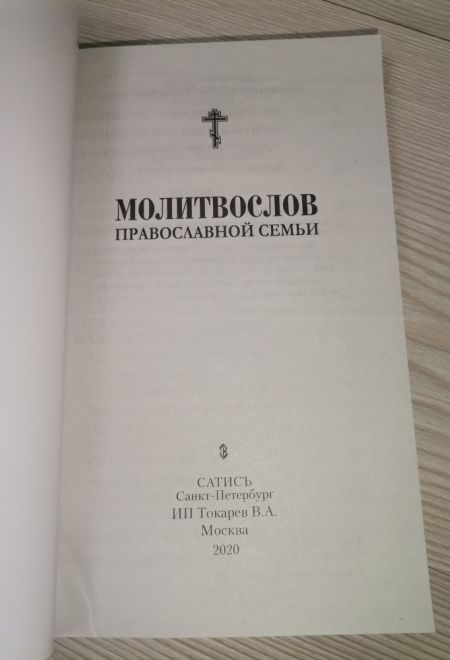 МОЛИТВОСЛОВ
ПРАВОСЛАВНОЙ СЕМЬИ
САТИСЪ
Санкт-Петербург
ИП Токарев В.А.
Москва
2020